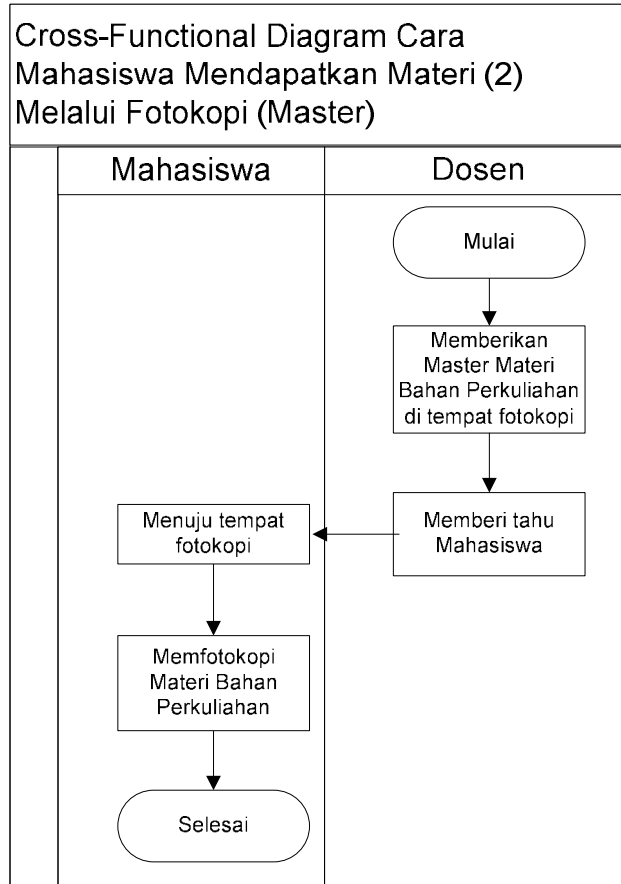 Cross-Functional Diagram Cara
Mahasiswa Mendapatkan Materi (2)
Melalui Fotokopi (Master)
Mahasiswa
Dosen
Mulai
Memberikan
Master Materi
Bahan Perkuliahan
di tempat fotokopi
Memberi tahu
Mahasiswa
Menuju tempat
fotokopi
Memfotokopi
Materi Bahan
Perkuliahan
Selesai